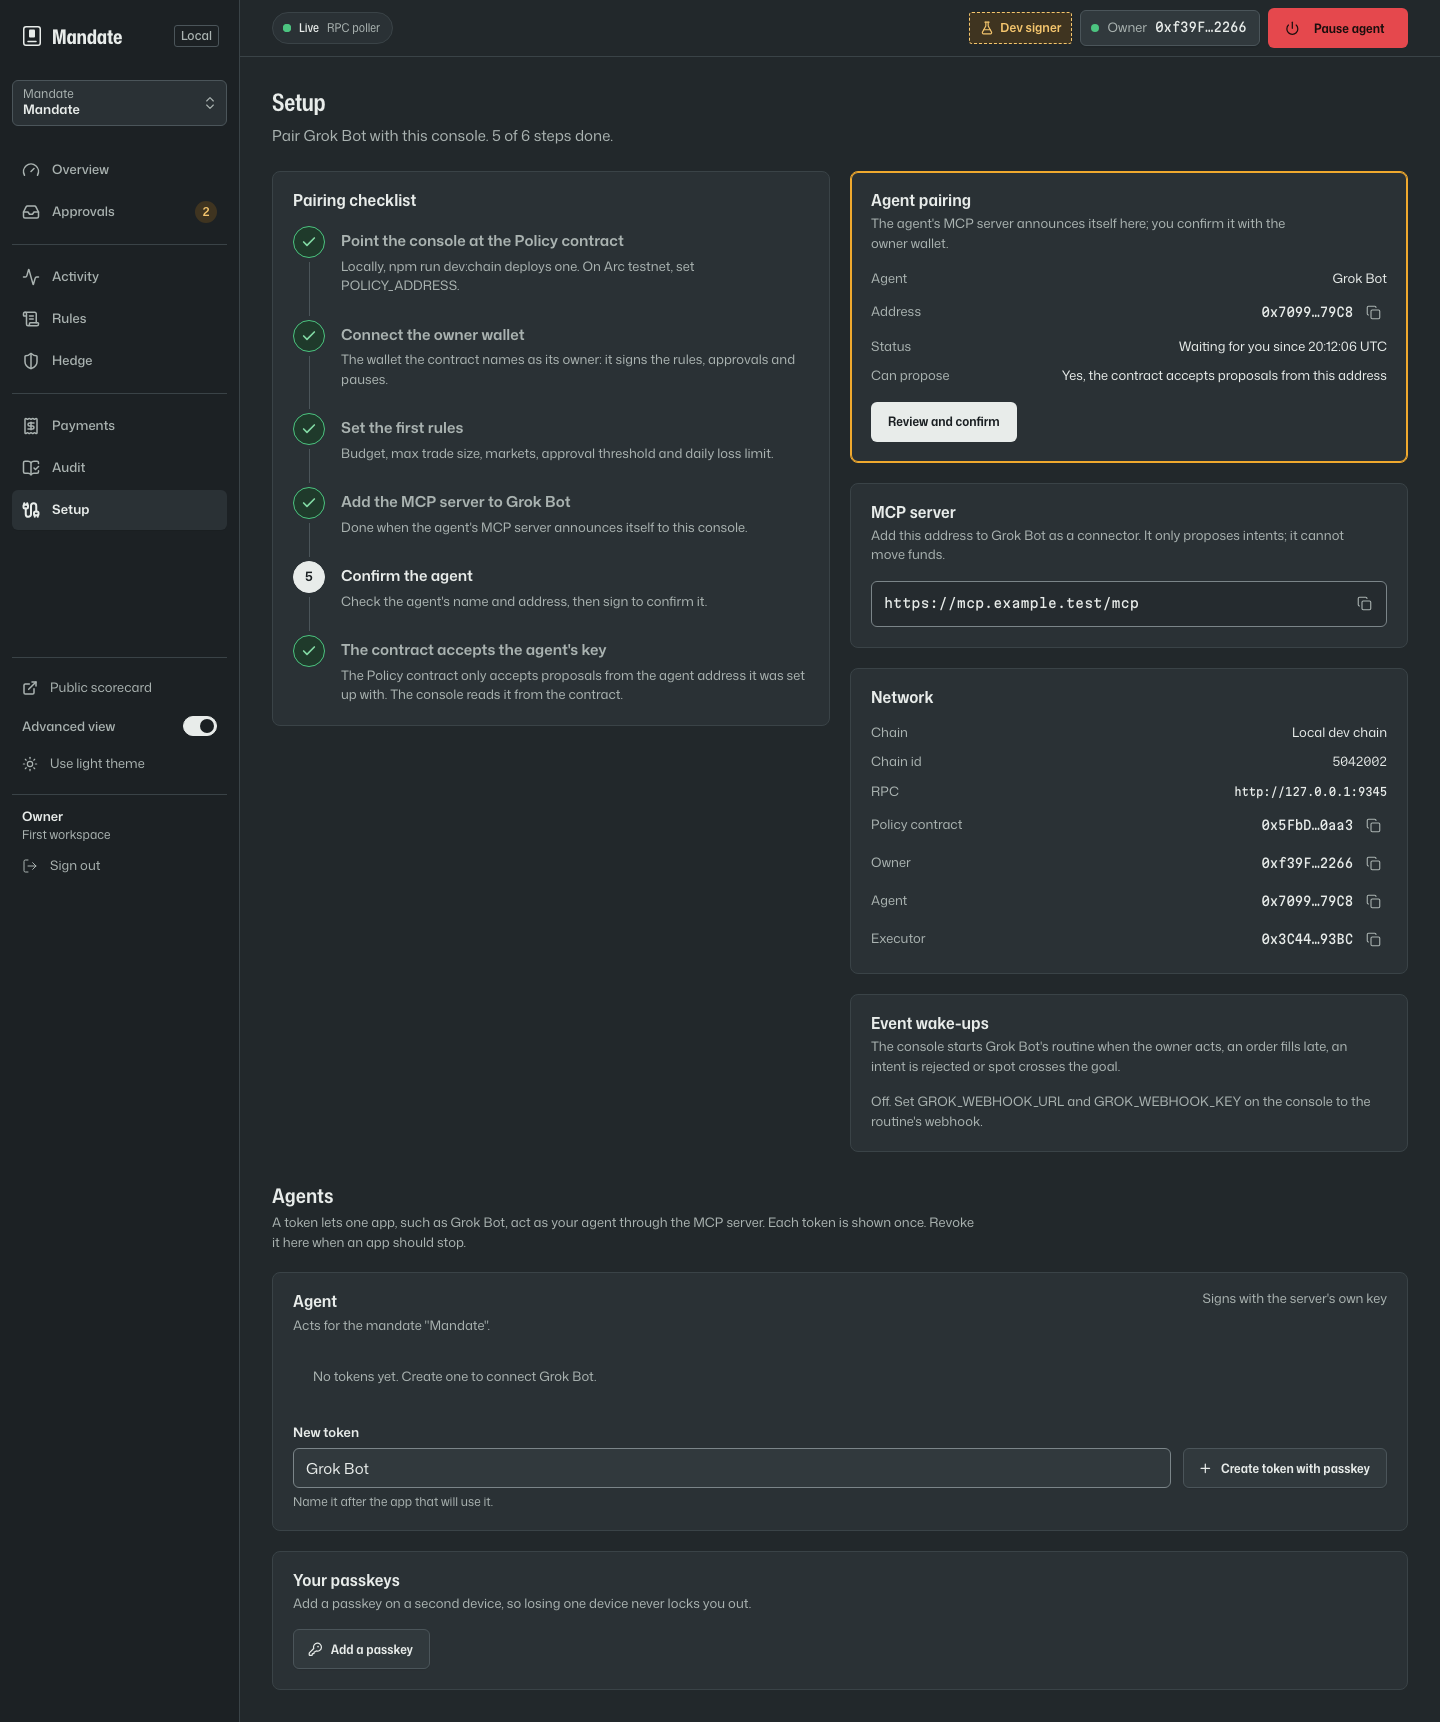 Mandate
Local
Mandate
Mandate
Overview
Approvals
2
Activity
Rules
Hedge
Payments
Audit
Setup
Public scorecard
Advanced view
Use light theme
Owner
First workspace
Sign out
Live RPC poller
Dev signer
Owner 0xf39F…2266
Pause agent
Setup
Pair Grok Bot with this console. 5 of 6 steps done.
Pairing checklist
Point the console at the Policy contract
Locally, npm run dev:chain deploys one. On Arc testnet, set
POLICY_ADDRESS.
Connect the owner wallet
The wallet the contract names as its owner: it signs the rules, approvals and
pauses.
Set the first rules
Budget, max trade size, markets, approval threshold and daily loss limit.
Add the MCP server to Grok Bot
Done when the agent's MCP server announces itself to this console.
5
Confirm the agent
Check the agent's name and address, then sign to confirm it.
The contract accepts the agent's key
The Policy contract only accepts proposals from the agent address it was set
up with. The console reads it from the contract.
Agent pairing
The agent's MCP server announces itself here; you confirm it with the
owner wallet.
Agent Grok Bot
Address 0x7099…79C8
Status Waiting for you since 20:12:06 UTC
Can propose Yes, the contract accepts proposals from this address
Review and confirm
MCP server
Add this address to Grok Bot as a connector. It only proposes intents; it cannot
move funds.
https://mcp.example.test/mcp
Network
Chain Local dev chain
Chain id 5042002
RPC http://127.0.0.1:9345
Policy contract 0x5FbD…0aa3
Owner 0xf39F…2266
Agent 0x7099…79C8
Executor 0x3C44…93BC
Event wake-ups
The console starts Grok Bot's routine when the owner acts, an order fills late, an
intent is rejected or spot crosses the goal.
Off. Set GROK_WEBHOOK_URL and GROK_WEBHOOK_KEY on the console to the
routine's webhook.
Agents
A token lets one app, such as Grok Bot, act as your agent through the MCP server. Each token is shown once. Revoke
it here when an app should stop.
Agent
Signs with the server's own key
Acts for the mandate "Mandate".
No tokens yet. Create one to connect Grok Bot.
New token
Grok Bot
Create token with passkey
Name it after the app that will use it.
Your passkeys
Add a passkey on a second device, so losing one device never locks you out.
Add a passkey